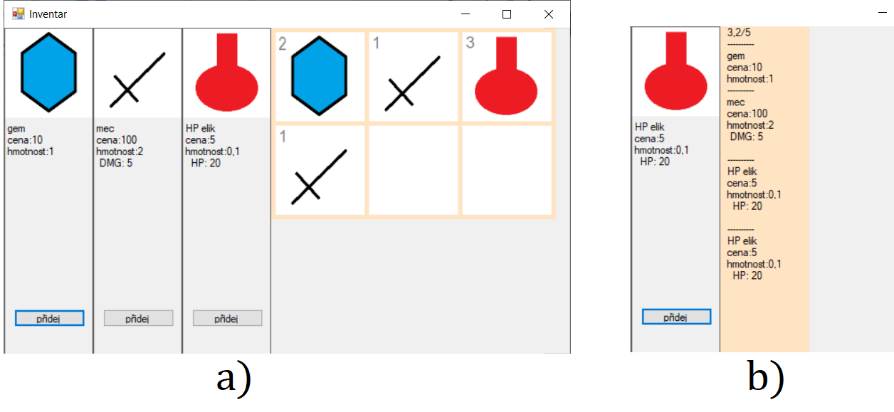 Inventar
gem
cena:10
hmotnost:1
přidej
mec
cena:100
hmotnost:2
DMG: 5
přidej
HP elik
cena:5
hmotnost:0,1
HP: 20
přidej
2
1
3
1
a)
HP elik
cena:5
hmotnost:0,1
HP: 20
přidej
3,2/5
----------
gem
cena:10
hmotnost:1
----------
mec
cena:100
hmotnost:2
DMG: 5
----------
HP elik
cena:5
hmotnost:0,1
HP: 20
----------
HP elik
cena:5
hmotnost:0,1
HP: 20
b)